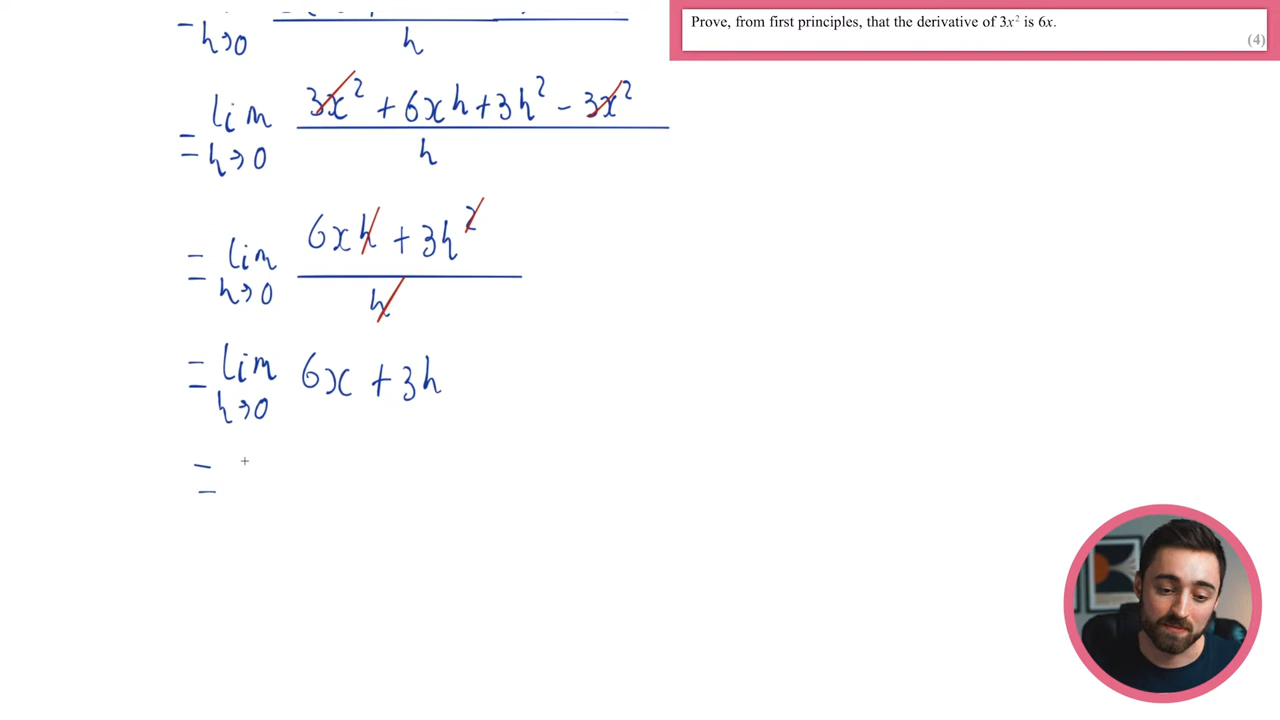 Prove, from first principles, that the derivative of 3x² is 6x.
(4)
h→0 h
= lim 3x² + 6xh + 3h² - 3x²
h→0 h
= lim 6xh + 3h²
h→0 h
= lim 6x + 3h
h→0
=